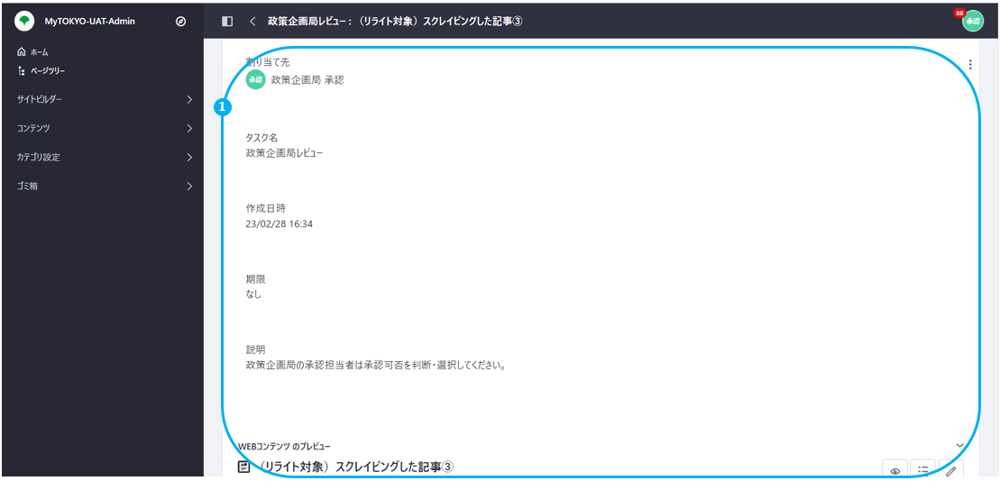 MyTOKYO-UAT-Admin
ホーム
ページツリー
サイトビルダー
コンテンツ
カテゴリ設定
ゴミ箱
政策企画局レビュー：（リライト対象）スクレイピングした記事③
88
承認
1
割り当て先
承認 政策企画局 承認
タスク名
政策企画局レビュー
作成日時
23/02/28 16:34
期限
なし
説明
政策企画局の承認担当者は承認可否を判断・選択してください。
WEBコンテンツ のプレビュー
（リライト対象）スクレイピングした記事③